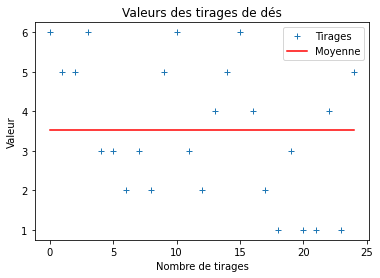 Valeurs des tirages de dés
6
5
4
3
2
1
Valeur
Tirages
Moyenne
0 5 10 15 20 25
Nombre de tirages